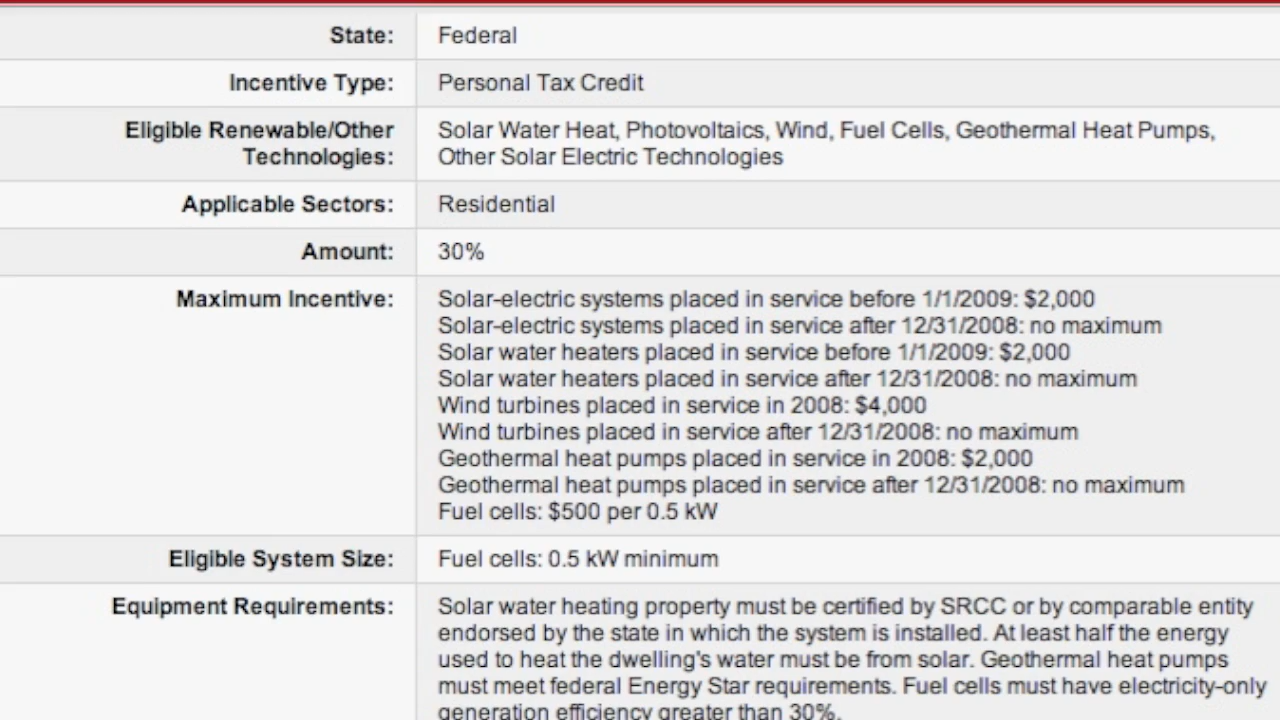 State: Federal
Incentive Type: Personal Tax Credit
Eligible Renewable/Other Technologies: Solar Water Heat, Photovoltaics, Wind, Fuel Cells, Geothermal Heat Pumps,
Other Solar Electric Technologies
Applicable Sectors: Residential
Amount: 30%
Maximum Incentive: Solar-electric systems placed in service before 1/1/2009: $2,000
Solar-electric systems placed in service after 12/31/2008: no maximum
Solar water heaters placed in service before 1/1/2009: $2,000
Solar water heaters placed in service after 12/31/2008: no maximum
Wind turbines placed in service in 2008: $4,000
Wind turbines placed in service after 12/31/2008: no maximum
Geothermal heat pumps placed in service in 2008: $2,000
Geothermal heat pumps placed in service after 12/31/2008: no maximum
Fuel cells: $500 per 0.5 kW
Eligible System Size: Fuel cells: 0.5 kW minimum
Equipment Requirements: Solar water heating property must be certified by SRCC or by comparable entity
endorsed by the state in which the system is installed. At least half the energy
used to heat the dwelling's water must be from solar. Geothermal heat pumps
must meet federal Energy Star requirements. Fuel cells must have electricity-only
generation efficiency greater than 30%.